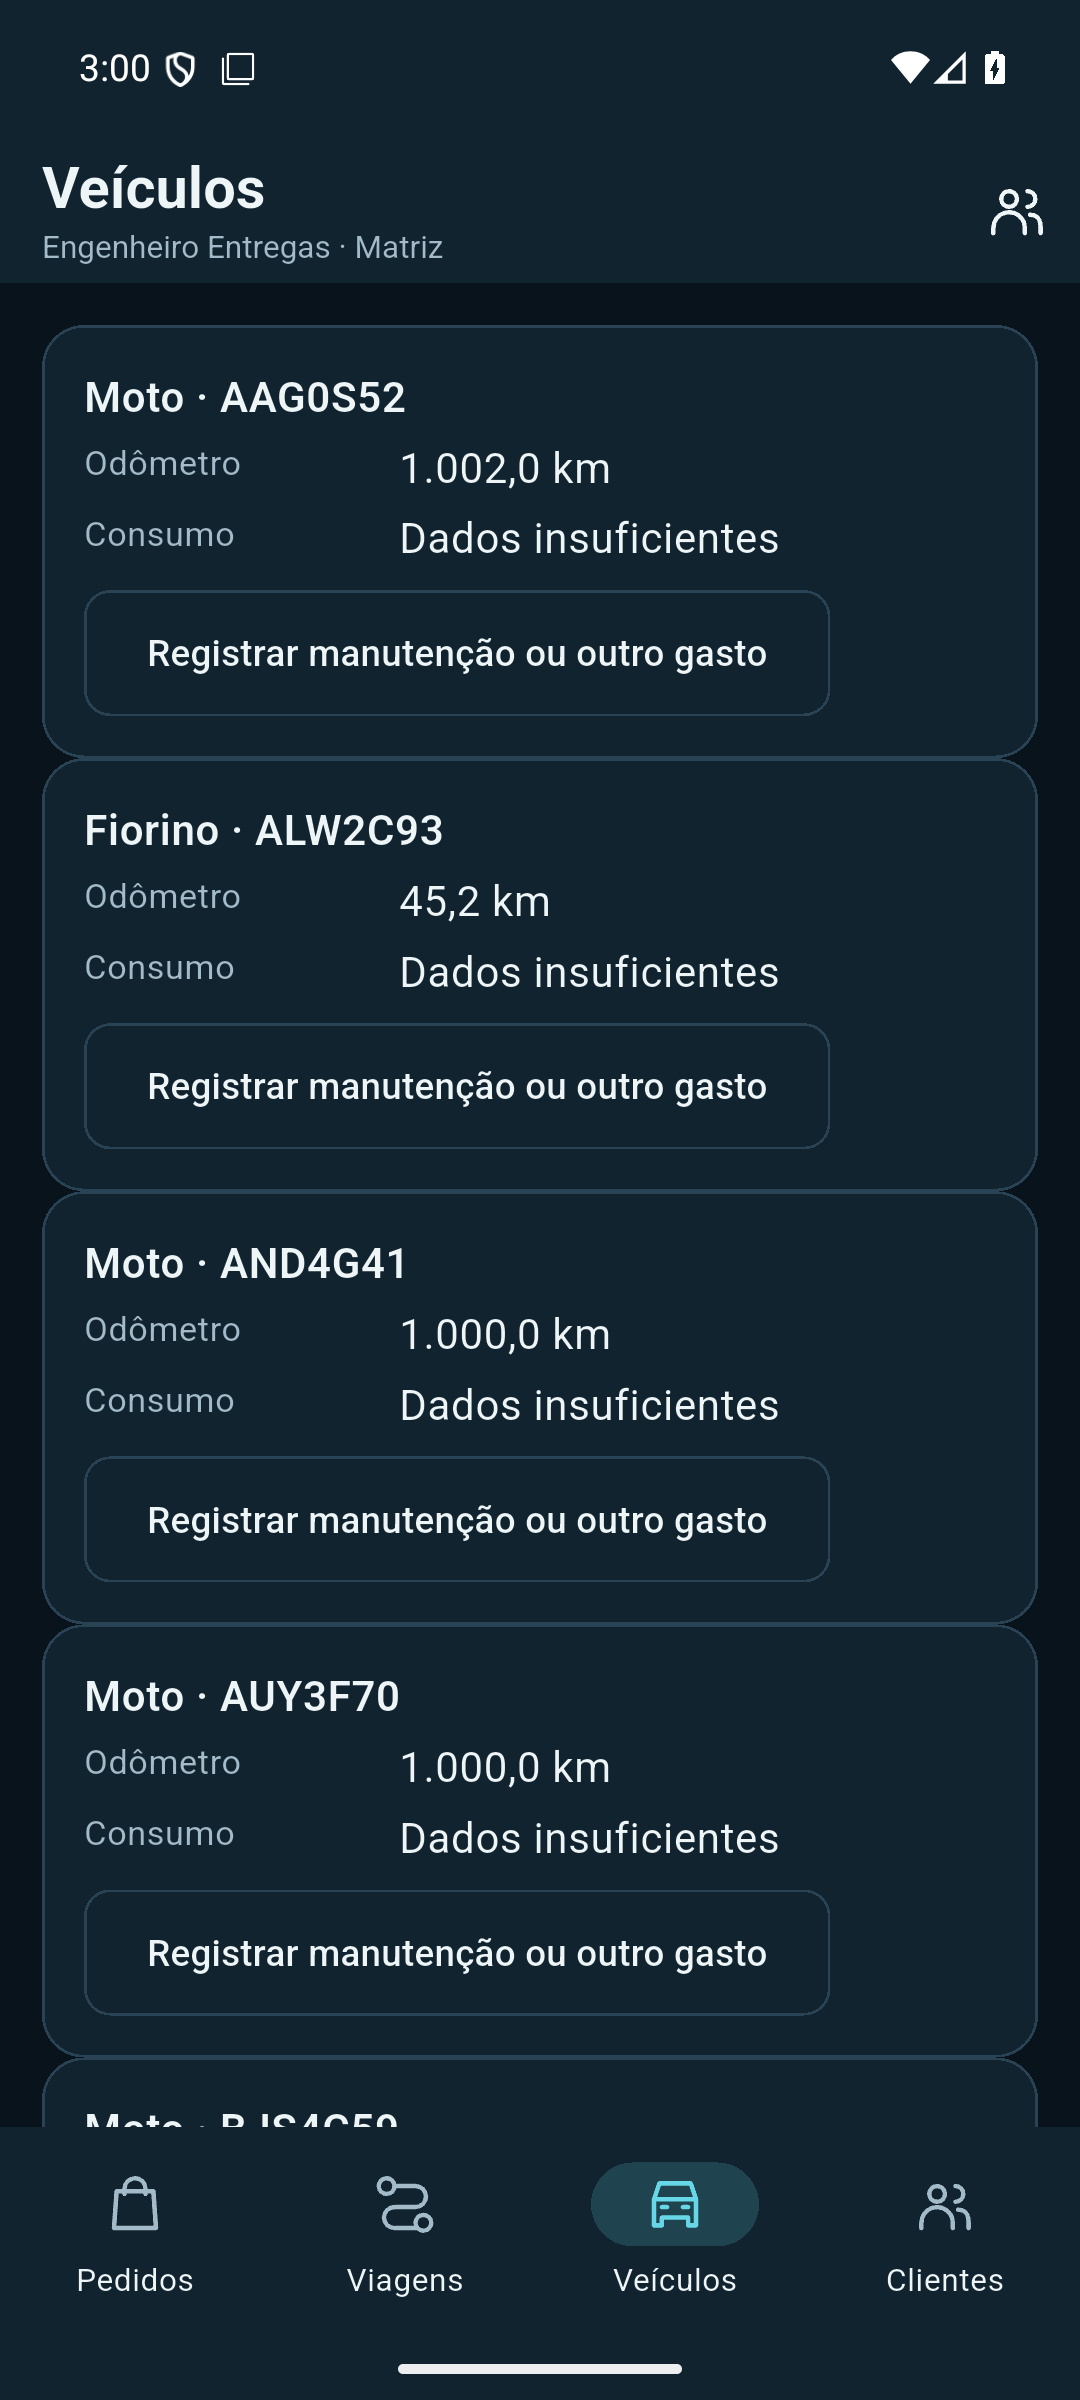 3:00
Veículos
Engenheiro Entregas · Matriz
Moto · AAG0S52
Odômetro 1.002,0 km
Consumo Dados insuficientes
Registrar manutenção ou outro gasto
Fiorino · ALW2C93
Odômetro 45,2 km
Consumo Dados insuficientes
Registrar manutenção ou outro gasto
Moto · AND4G41
Odômetro 1.000,0 km
Consumo Dados insuficientes
Registrar manutenção ou outro gasto
Moto · AUY3F70
Odômetro 1.000,0 km
Consumo Dados insuficientes
Registrar manutenção ou outro gasto
Moto ·
Pedidos
Viagens
Veículos
Clientes